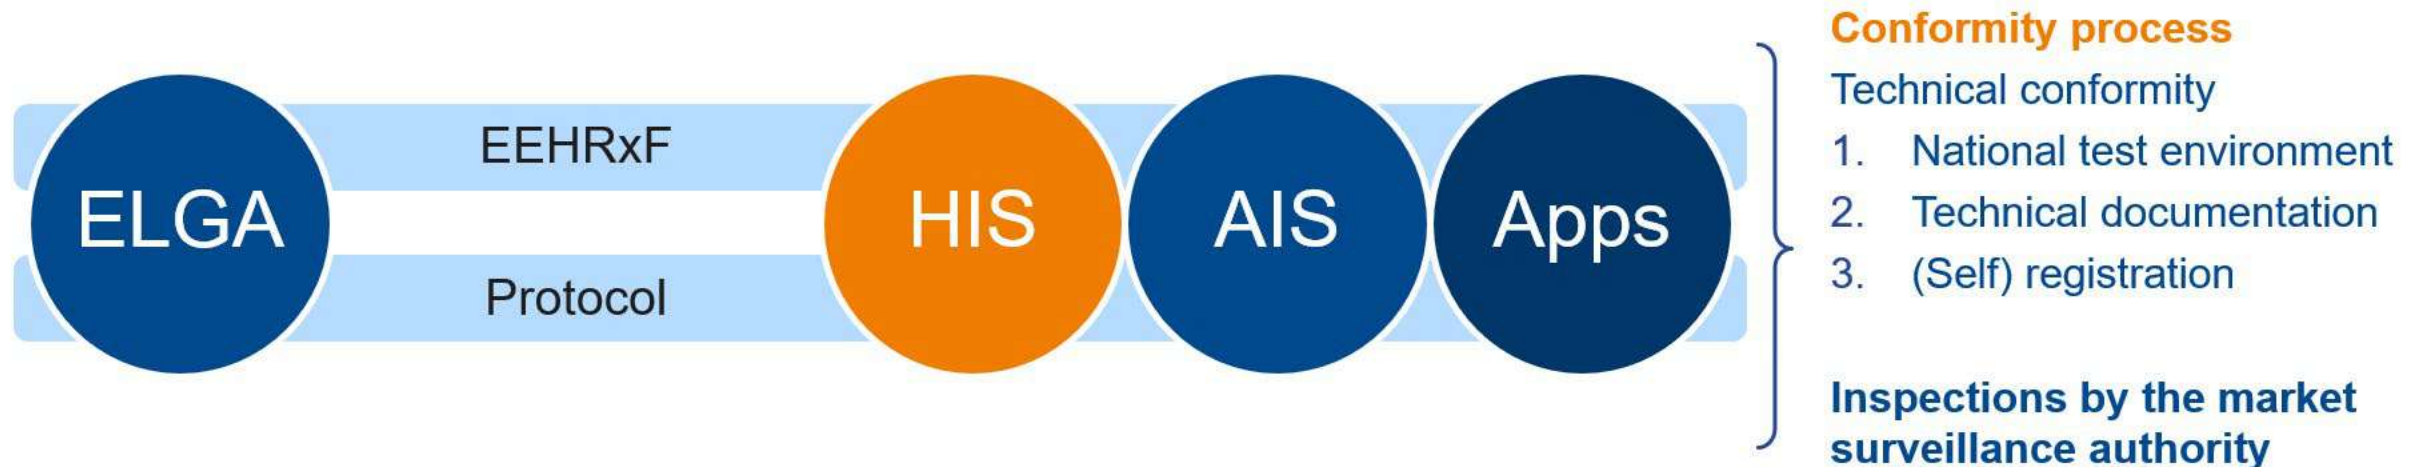 ELGA
EEHRxF
Protocol
HIS
AIS
Apps
Conformity process
Technical conformity
1. National test environment
2. Technical documentation
3. (Self) registration
Inspections by the market
surveillance authority